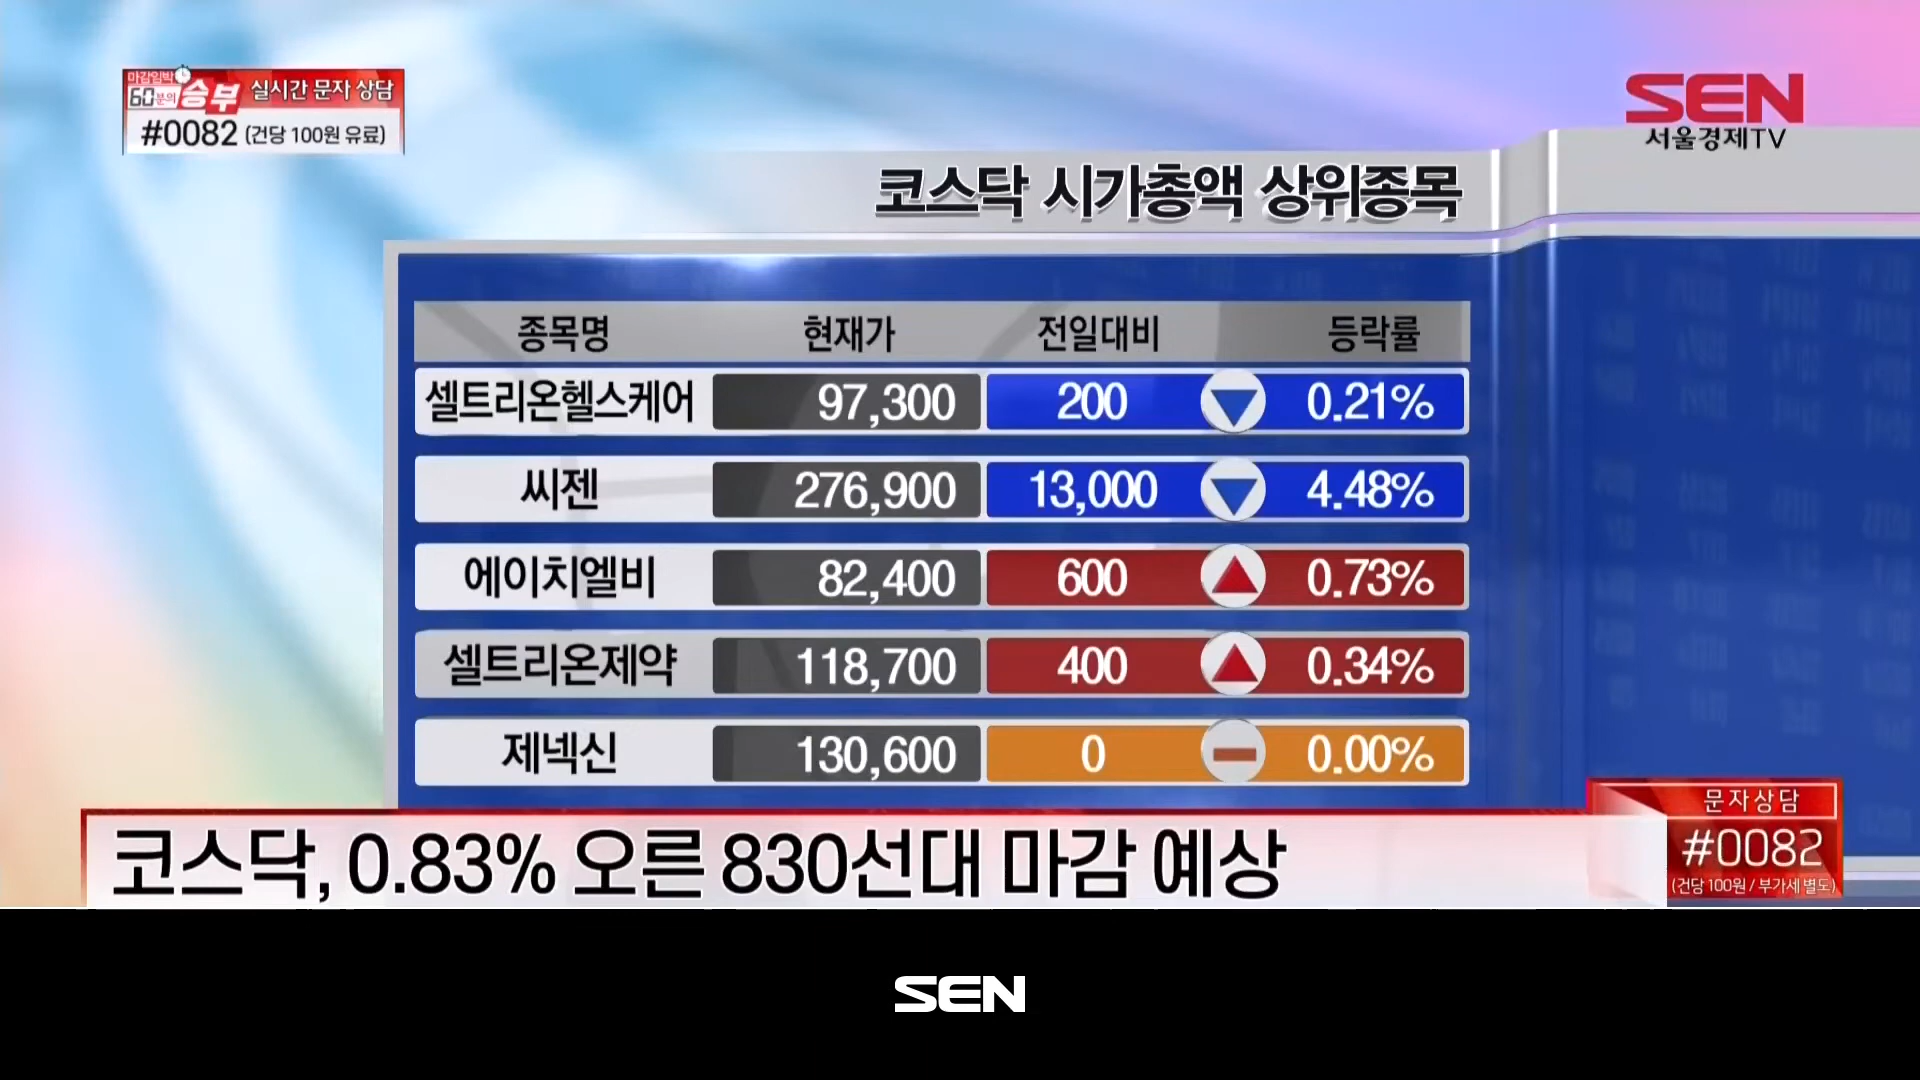 마감임박
60분의 승부 실시간 문자 상담
#0082 (건당 100원 유료)
SEN
서울경제TV
코스닥 시가총액 상위종목
종목명 현재가 전일대비 등락률
셀트리온헬스케어 97,300 200 ▼ 0.21%
씨젠 276,900 13,000 ▼ 4.48%
에이치엘비 82,400 600 ▲ 0.73%
셀트리온제약 118,700 400 ▲ 0.34%
제넥신 130,600 0 - 0.00%
코스닥, 0.83% 오른 830선대 마감 예상
문자상담
#0082
(건당 100원 / 부가세 별도)
SEN